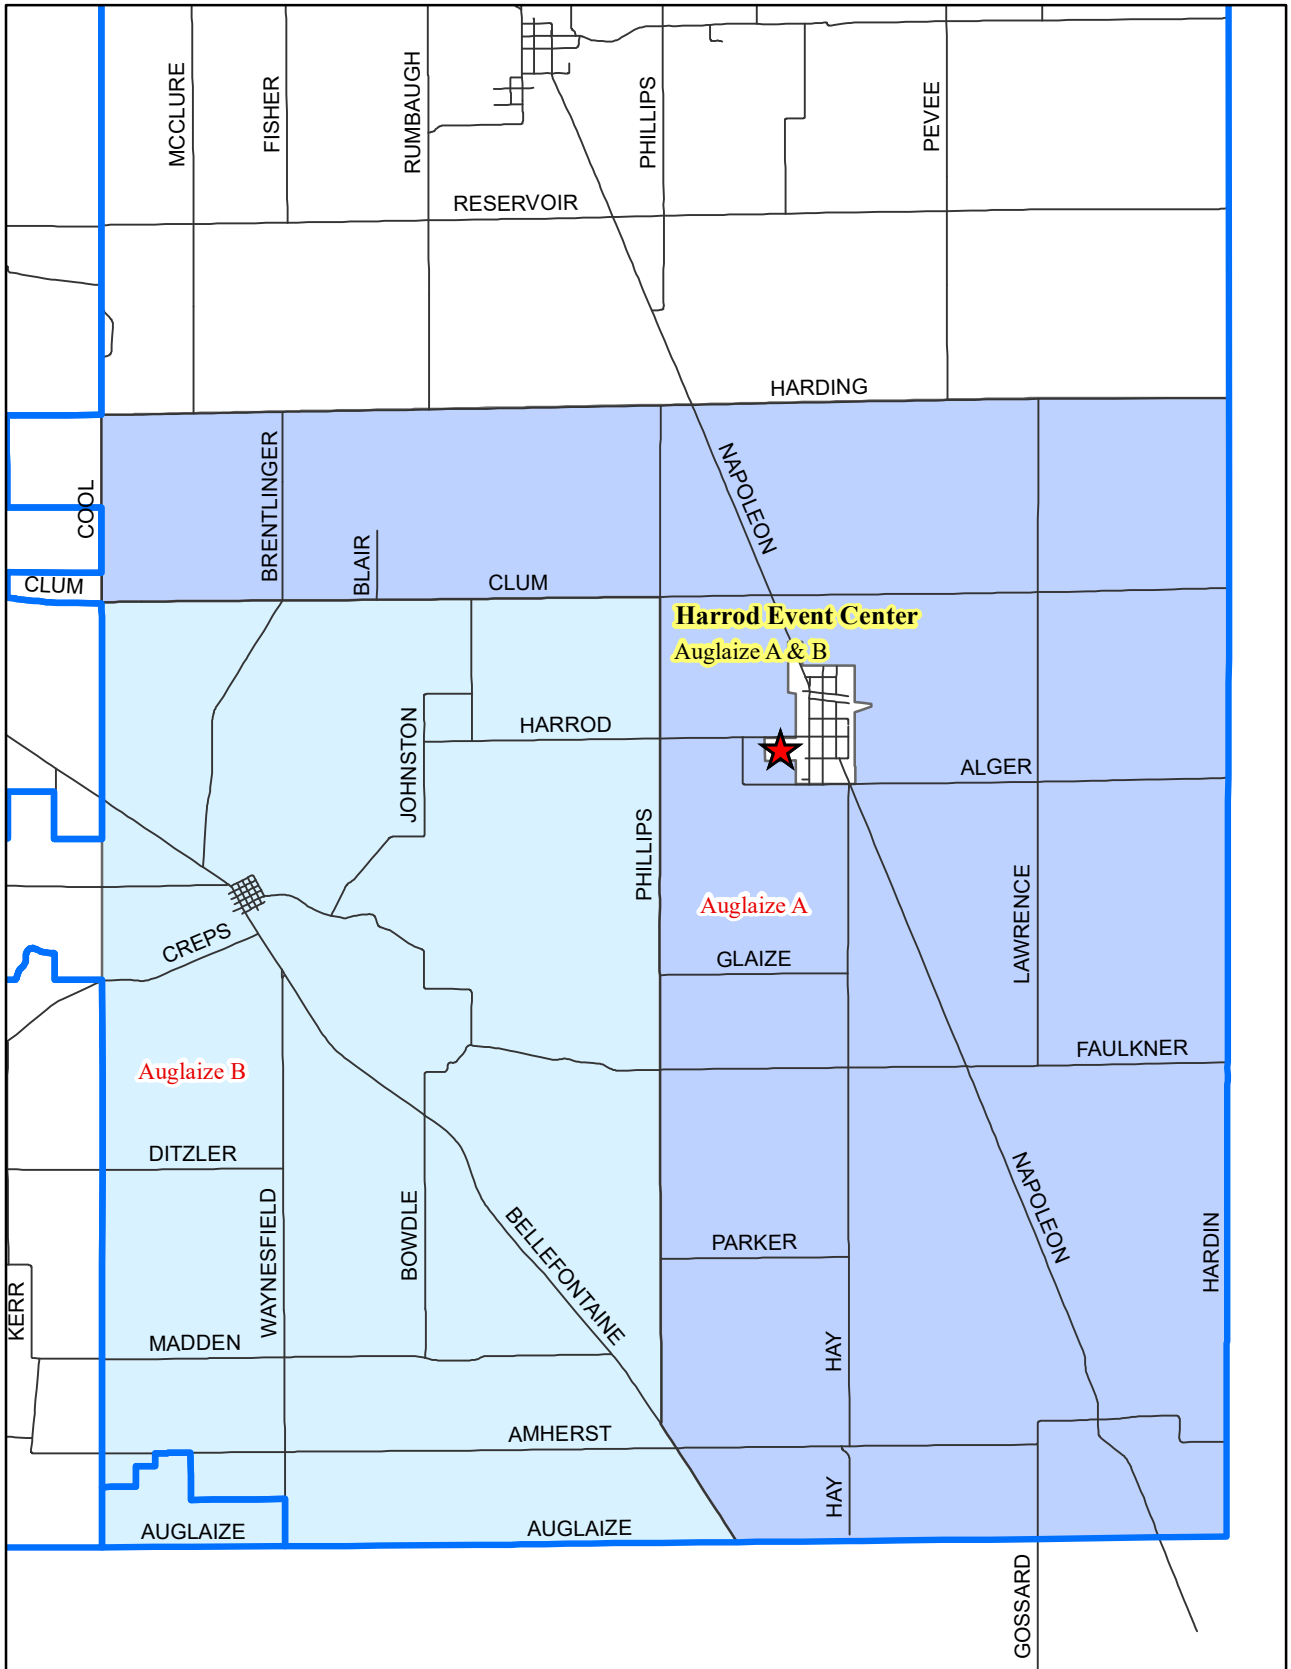 MCCLURE
FISHER
RUMBAUGH
PHILLIPS
PEVEE
RESERVOIR
HARDING
COOL
BRENTLINGER
BLAIR
NAPOLEON
CLUM
CLUM
Harrod Event Center
Auglaize A & B
JOHNSTON
HARROD
ALGER
PHILLIPS
Auglaize A
LAWRENCE
CREPS
GLAIZE
FAULKNER
Auglaize B
DITZLER
WAYNESFIELD
BOWDLE
BELLEFONTAINE
PARKER
NAPOLEON
HARDIN
KERR
MADDEN
HAY
AMHERST
HAY
AUGLAIZE
AUGLAIZE
GOSSARD